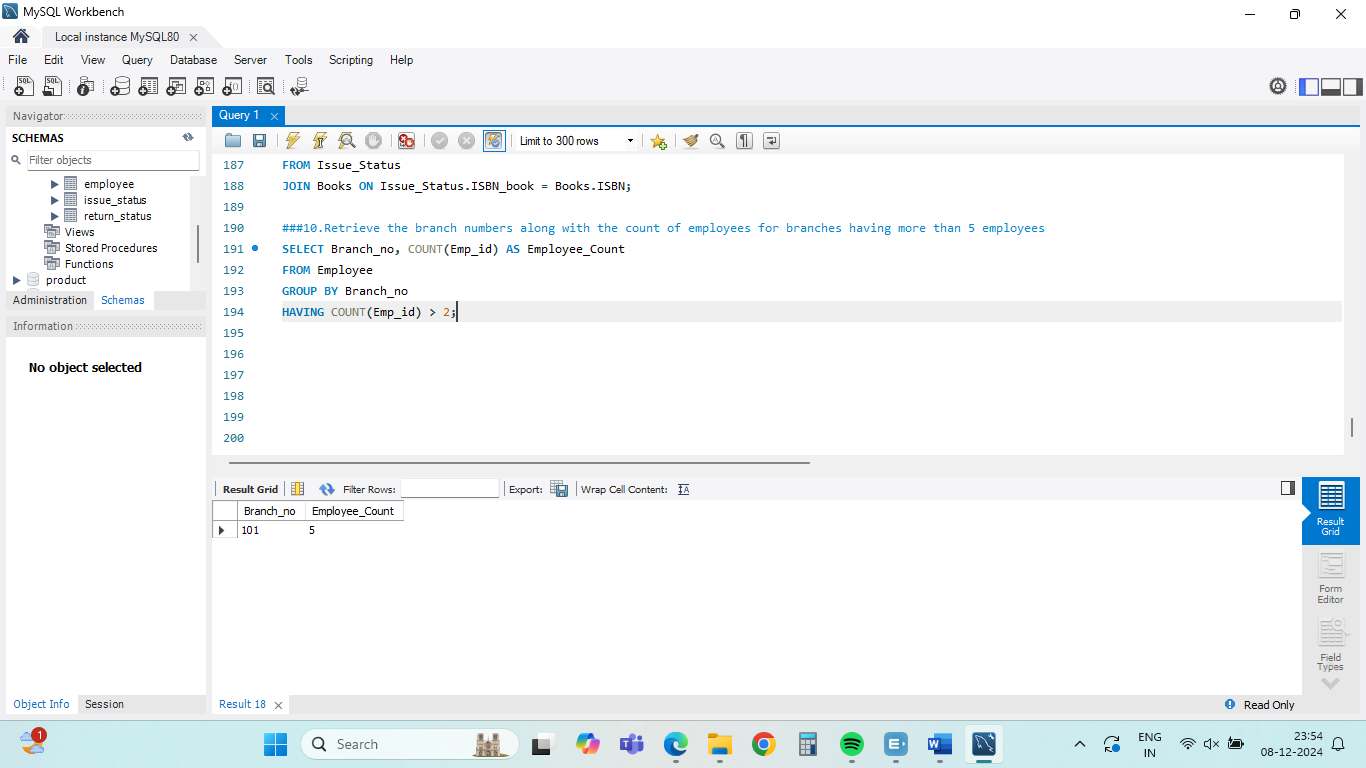 MySQL Workbench
Local instance MySQL80
File Edit View Query Database Server Tools Scripting Help
Navigator
SCHEMAS
Filter objects
employee
issue_status
return_status
Views
Stored Procedures
Functions
product
Administration Schemas
Information
No object selected
Object Info Session
Query 1
Limit to 300 rows
187 FROM Issue_Status
188 JOIN Books ON Issue_Status.ISBN_book = Books.ISBN;
189
190 ###10.Retrieve the branch numbers along with the count of employees for branches having more than 5 employees
191 SELECT Branch_no, COUNT(Emp_id) AS Employee_Count
192 FROM Employee
193 GROUP BY Branch_no
194 HAVING COUNT(Emp_id) > 2;
195
196
197
198
199
200
Result Grid Filter Rows: Export: Wrap Cell Content:
Branch_no Employee_Count
101 5
Result Grid
Form Editor
Field Types
Result 18
Read Only
1
Search
ENG
IN
23:54
08-12-2024